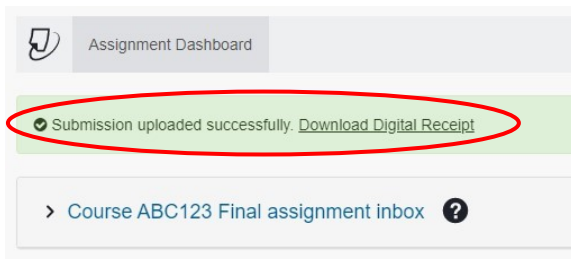 Assignment Dashboard
Submission uploaded successfully. Download Digital Receipt
Course ABC123 Final assignment inbox ?